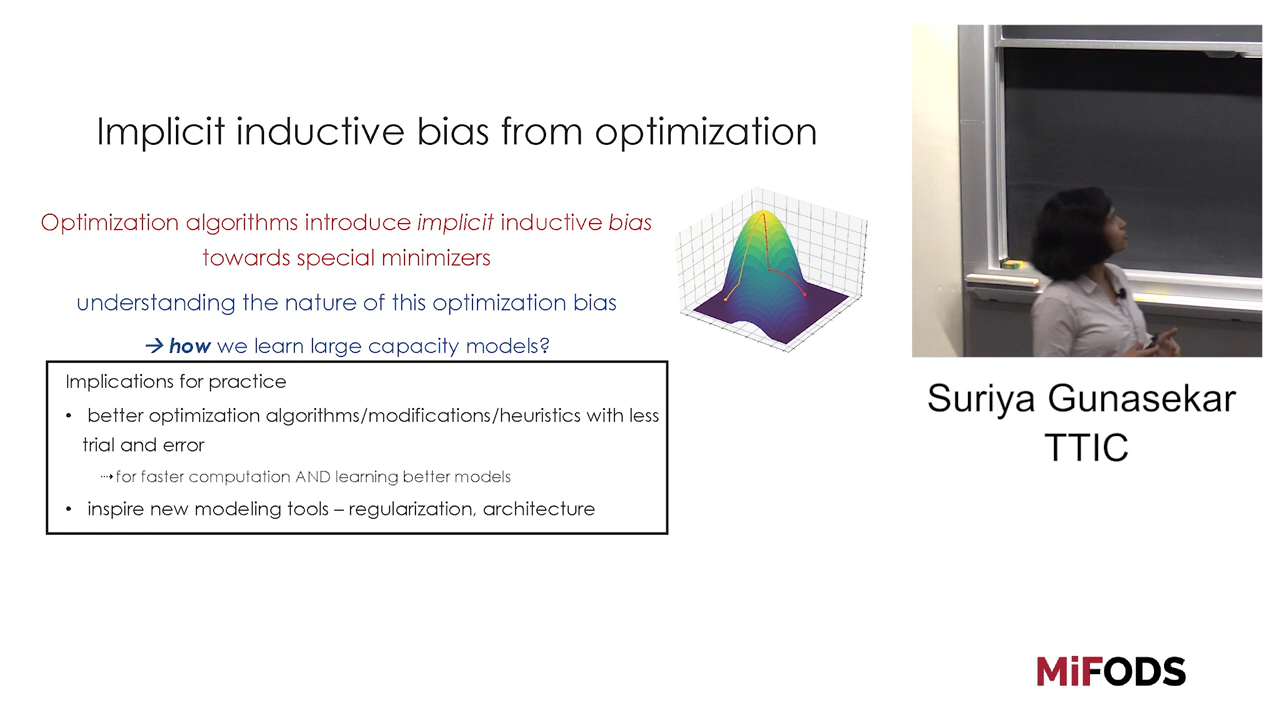 Implicit inductive bias from optimization
Optimization algorithms introduce implicit inductive bias
towards special minimizers
understanding the nature of this optimization bias
→ how we learn large capacity models?
Implications for practice
• better optimization algorithms/modifications/heuristics with less
trial and error
⇢ for faster computation AND learning better models
• inspire new modeling tools – regularization, architecture
Suriya Gunasekar
TTIC
MiFODS